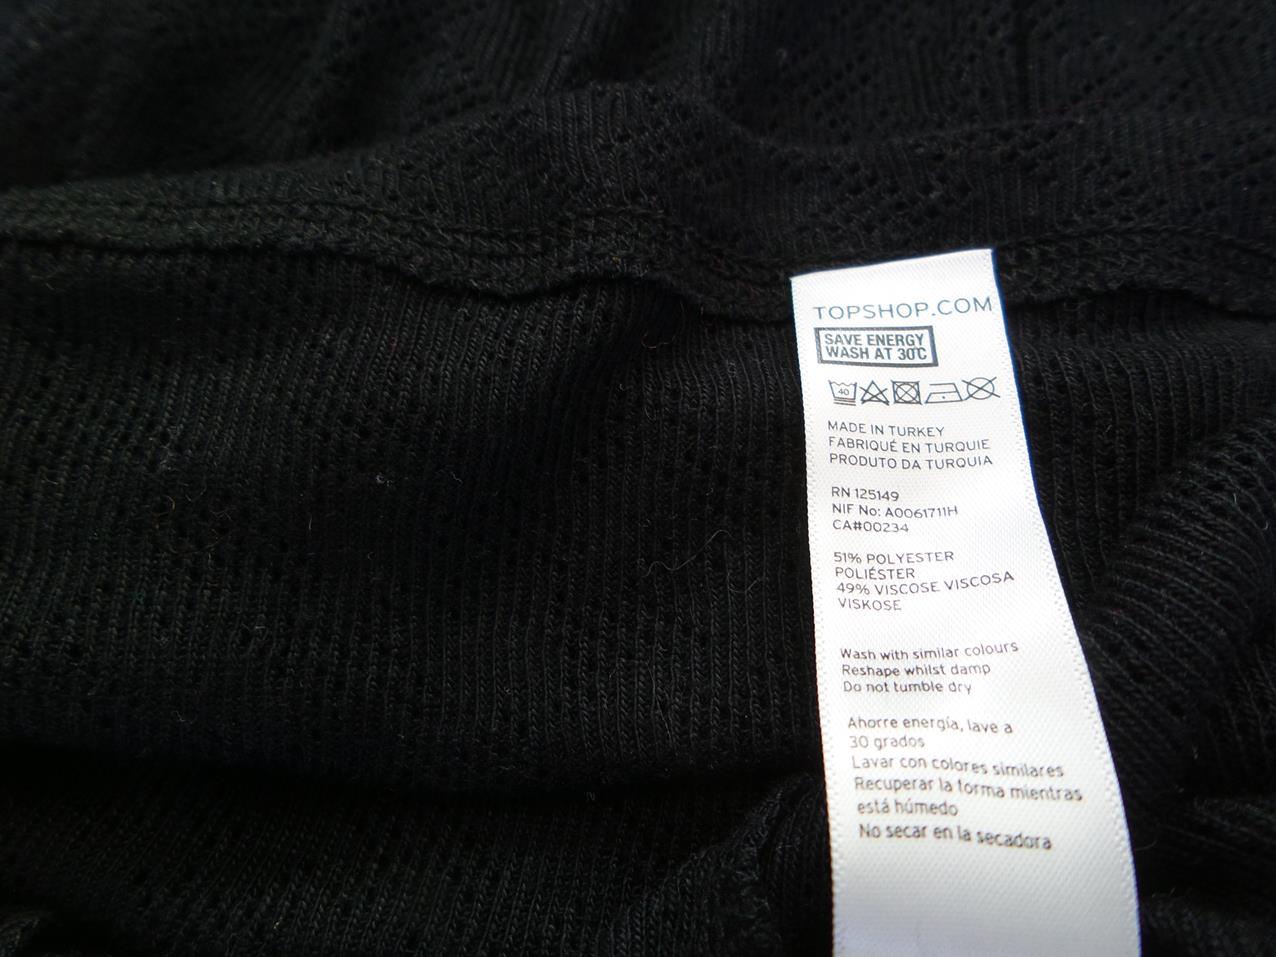 TOPSHOP.COM
SAVE ENERGY
WASH AT 30°C
40
MADE IN TURKEY
FABRIQUÉ EN TURQUIE
PRODUTO DA TURQUIA
RN 125149
NIF No: A0061711H
CA#00234
51% POLYESTER
POLIÉSTER
49% VISCOSE VISCOSA
VISKOSE
Wash with similar colours
Reshape whilst damp
Do not tumble dry
Ahorre energía, lave a
30 grados
Lavar con colores similares
Recuperar la forma mientras
está húmedo
No secar en la secadora